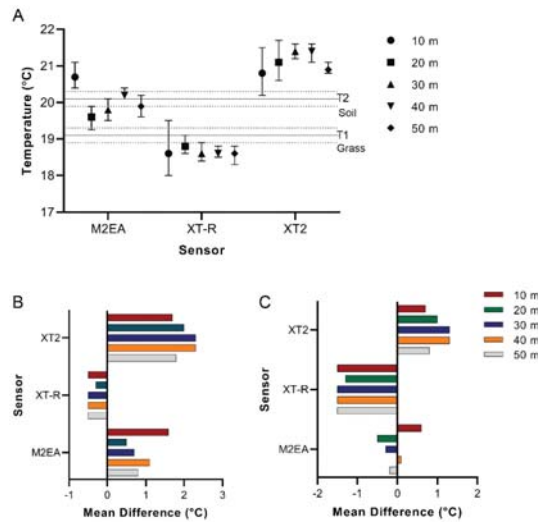 A
22
21
20
19
18
17
Temperature (°C)
T2
Soil
T1
Grass
M2EA
XT-R
XT2
Sensor
10 m
20 m
30 m
40 m
50 m
B
XT2
XT-R
M2EA
Sensor
-1
0
1
2
3
Mean Difference (°C)
C
XT2
XT-R
M2EA
Sensor
-2
-1
0
1
2
3
Mean Difference (°C)
10 m
20 m
30 m
40 m
50 m